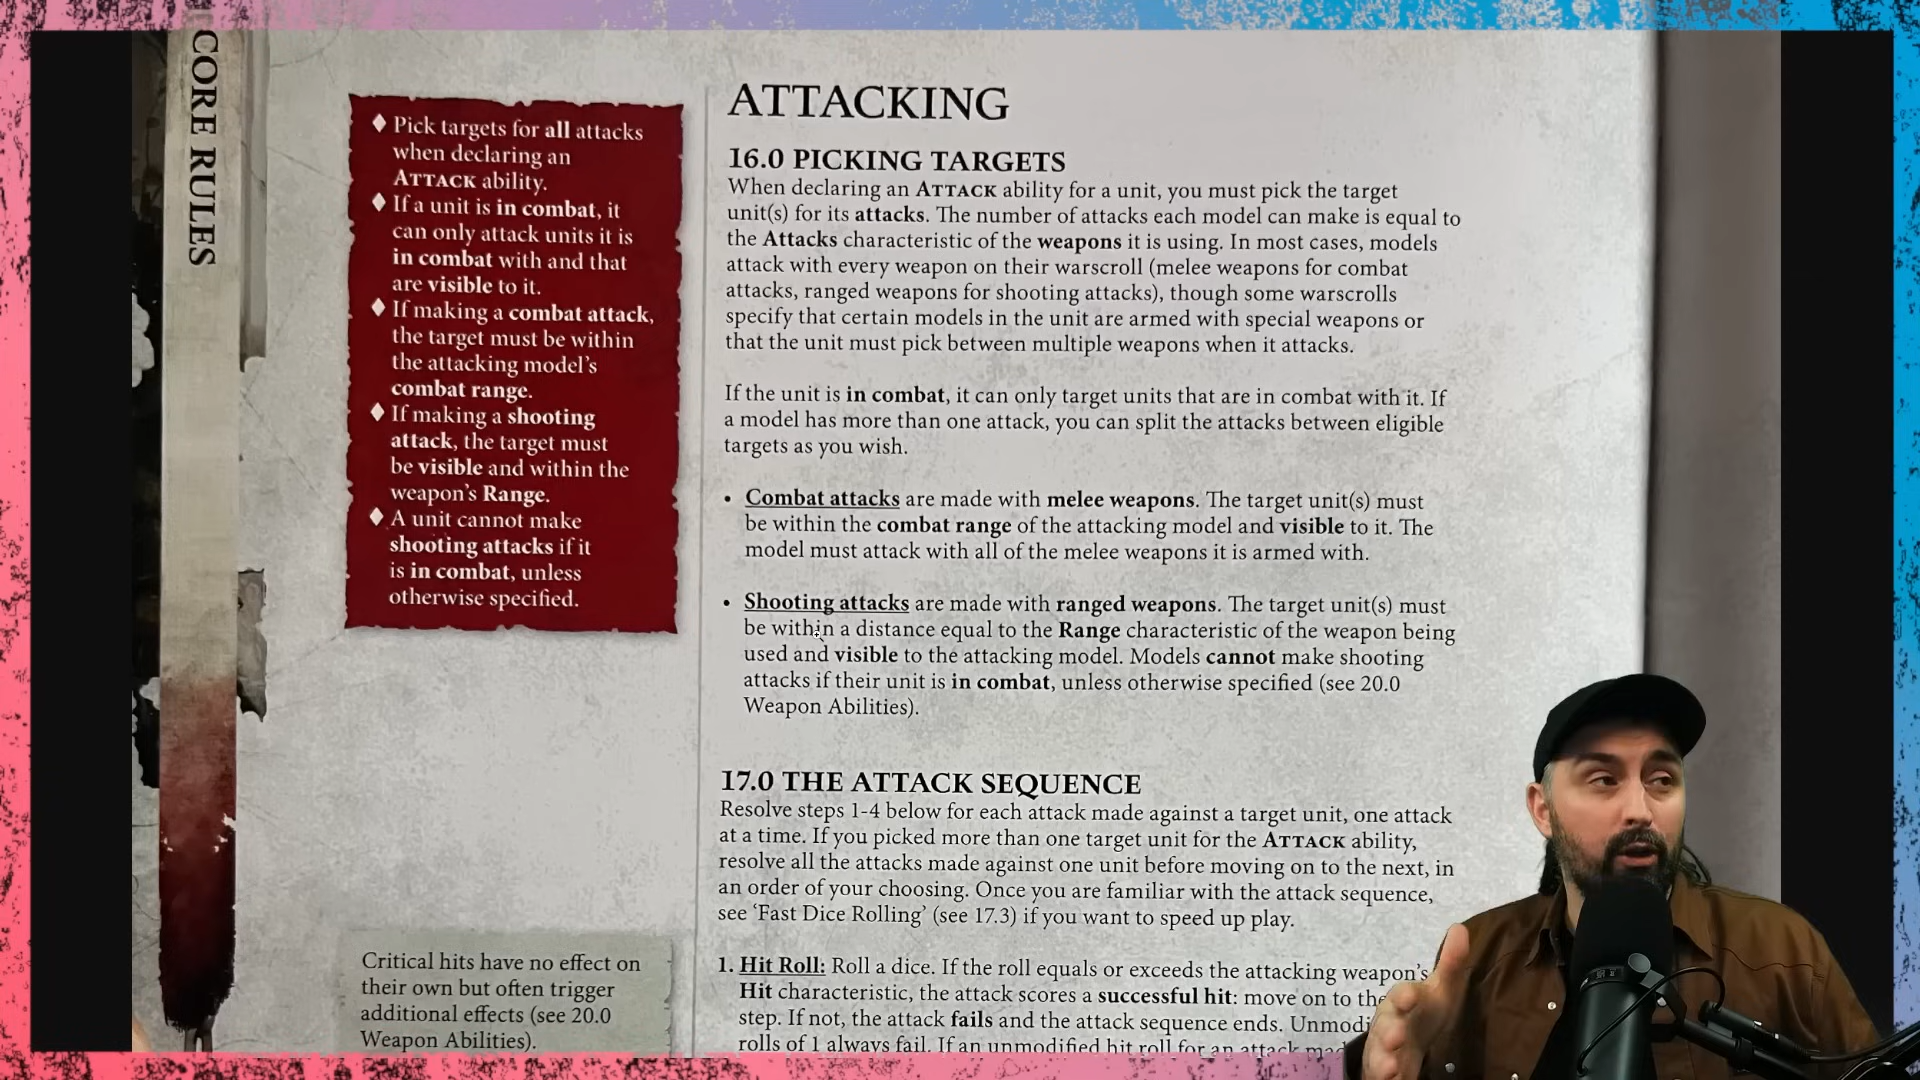 CORE RULES
◆ Pick targets for all attacks
when declaring an
ATTACK ability.
◆ If a unit is in combat, it
can only attack units it is
in combat with and that
are visible to it.
◆ If making a combat attack,
the target must be within
the attacking model's
combat range.
◆ If making a shooting
attack, the target must
be visible and within the
weapon's Range.
◆ A unit cannot make
shooting attacks if it
is in combat, unless
otherwise specified.
Critical hits have no effect on
their own but often trigger
additional effects (see 20.0
Weapon Abilities).
ATTACKING
16.0 PICKING TARGETS
When declaring an ATTACK ability for a unit, you must pick the target
unit(s) for its attacks. The number of attacks each model can make is equal to
the Attacks characteristic of the weapons it is using. In most cases, models
attack with every weapon on their warscroll (melee weapons for combat
attacks, ranged weapons for shooting attacks), though some warscrolls
specify that certain models in the unit are armed with special weapons or
that the unit must pick between multiple weapons when it attacks.
If the unit is in combat, it can only target units that are in combat with it. If
a model has more than one attack, you can split the attacks between eligible
targets as you wish.
• Combat attacks are made with melee weapons. The target unit(s) must
be within the combat range of the attacking model and visible to it. The
model must attack with all of the melee weapons it is armed with.
• Shooting attacks are made with ranged weapons. The target unit(s) must
be within a distance equal to the Range characteristic of the weapon being
used and visible to the attacking model. Models cannot make shooting
attacks if their unit is in combat, unless otherwise specified (see 20.0
Weapon Abilities).
17.0 THE ATTACK SEQUENCE
Resolve steps 1-4 below for each attack made against a target unit, one attack
at a time. If you picked more than one target unit for the ATTACK ability,
resolve all the attacks made against one unit before moving on to the next, in
an order of your choosing. Once you are familiar with the attack sequence,
see 'Fast Dice Rolling' (see 17.3) if you want to speed up play.
1. Hit Roll: Roll a dice. If the roll equals or exceeds the attacking weapon's
Hit characteristic, the attack scores a successful hit: move on to the
step. If not, the attack fails and the attack sequence ends. Unmodi
rolls of 1 always fail. If an unmodified hit roll for an attack mad